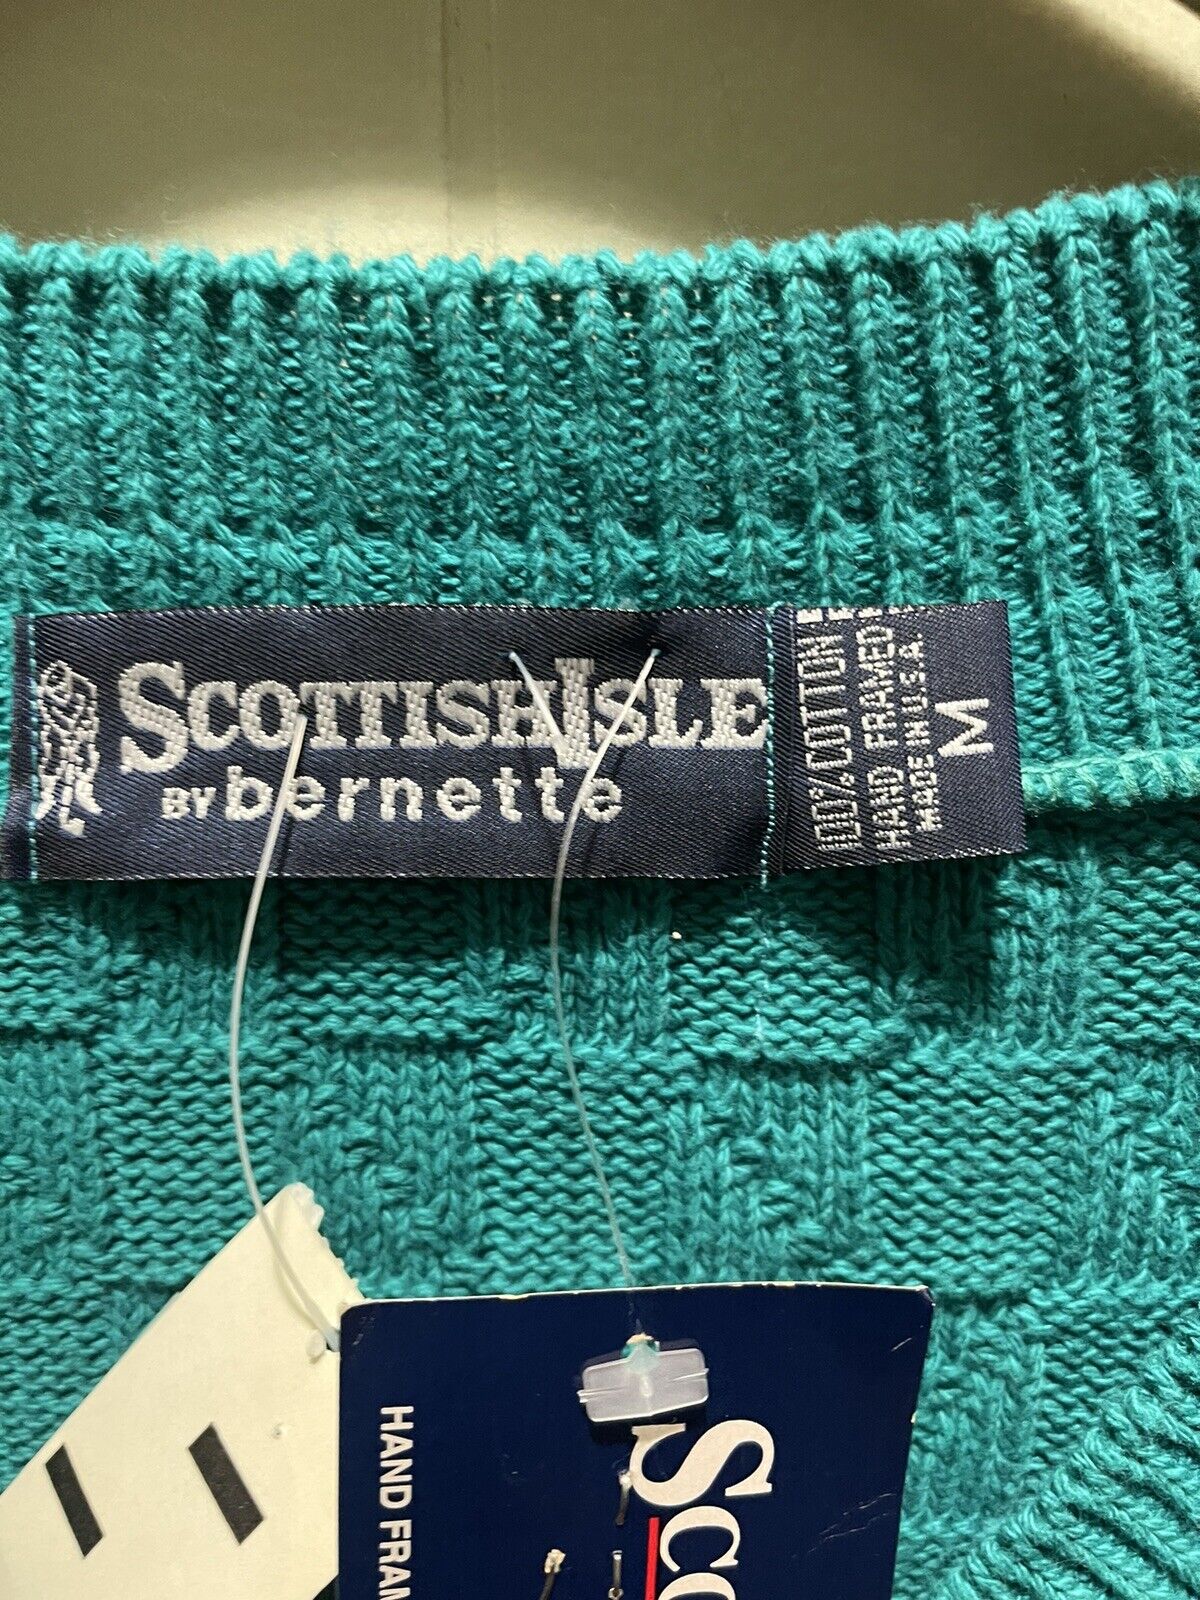 SCOTTISH ISLE
BY bernette
100% COTTON
HAND FRAMED
MADE IN U.S.A.
M
HAND FRAM
SCO